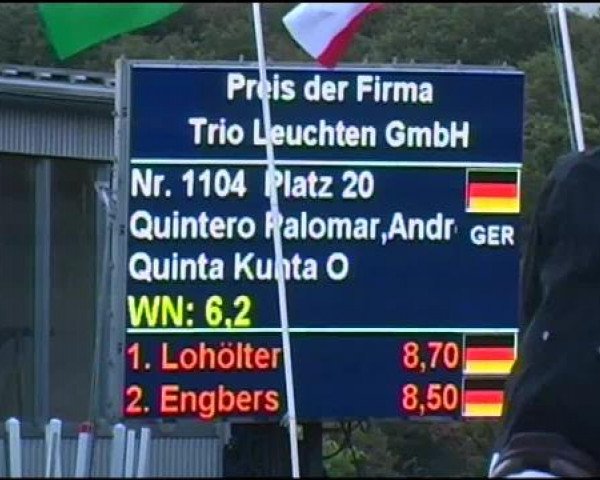 Preis der Firma
Trio Leuchten GmbH
Nr. 1104 Platz 20
Quintero Palomar,Andr GER
Quinta Kunta O
WN: 6,2
1. Lohölter 8,70
2. Engbers 8,50